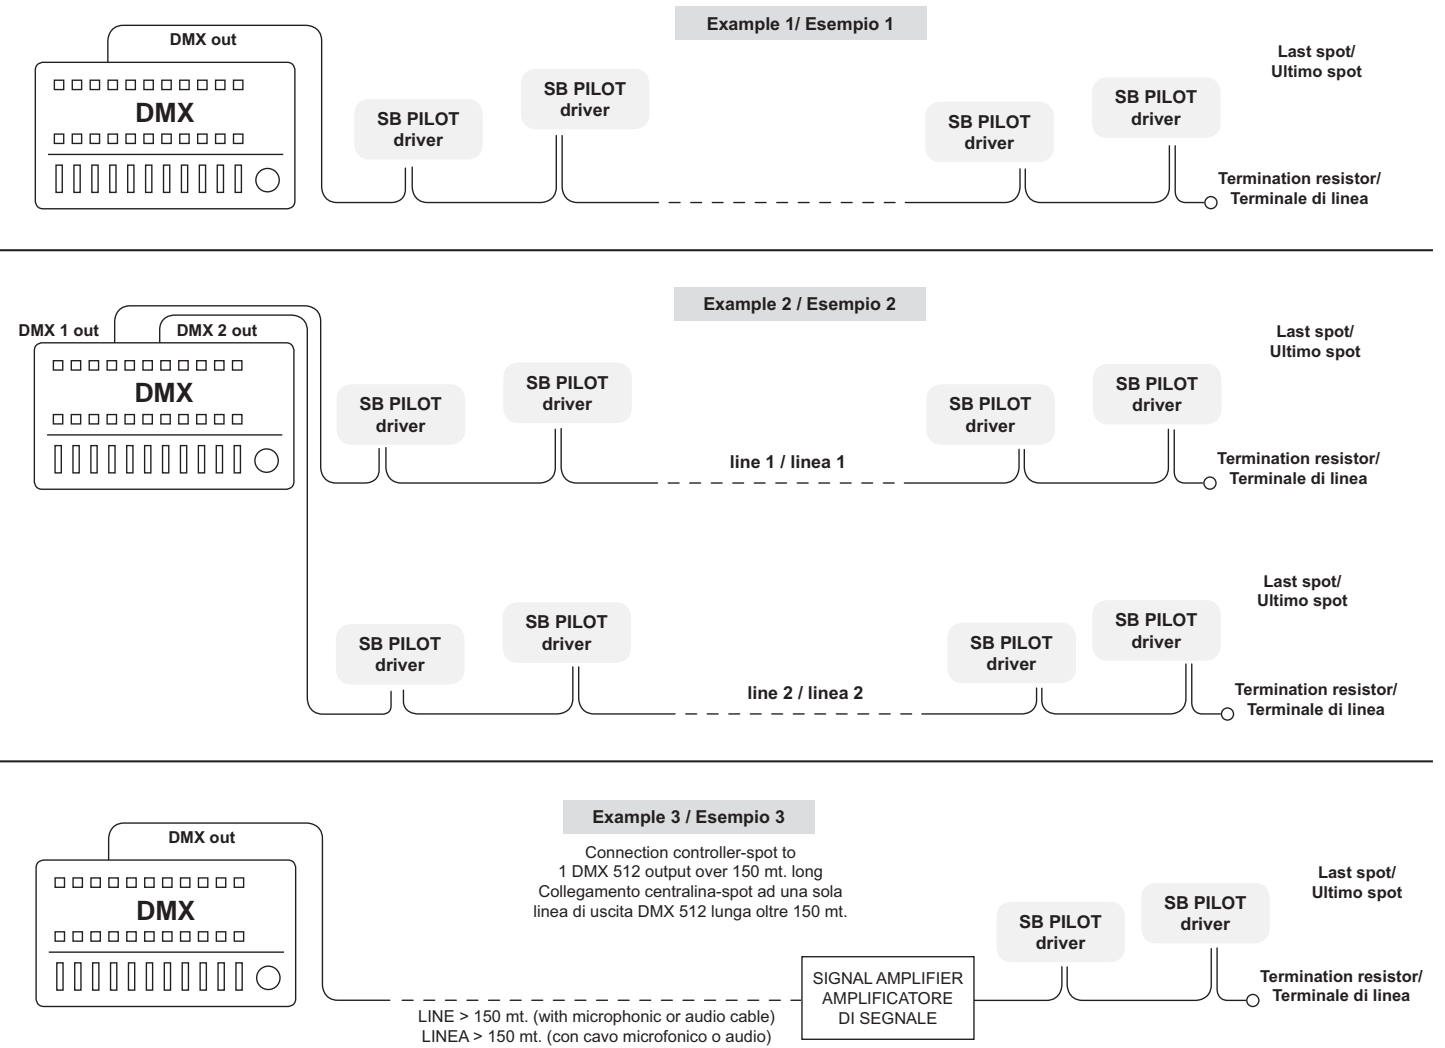 Example 1/ Esempio 1
DMX out
Last spot/
Ultimo spot
DMX
SB PILOT
driver
SB PILOT
driver
SB PILOT
driver
SB PILOT
driver
Termination resistor/
Terminale di linea
Example 2 / Esempio 2
DMX 1 out
DMX 2 out
Last spot/
Ultimo spot
DMX
SB PILOT
driver
SB PILOT
driver
line 1 / linea 1
SB PILOT
driver
SB PILOT
driver
Termination resistor/
Terminale di linea
Last spot/
Ultimo spot
SB PILOT
driver
SB PILOT
driver
line 2 / linea 2
SB PILOT
driver
SB PILOT
driver
Termination resistor/
Terminale di linea
Example 3 / Esempio 3
DMX out
Connection controller-spot to
1 DMX 512 output over 150 mt. long
Collegamento centralina-spot ad una sola
linea di uscita DMX 512 lunga oltre 150 mt.
Last spot/
Ultimo spot
DMX
SB PILOT
driver
SB PILOT
driver
SIGNAL AMPLIFIER
AMPLIFICATORE
DI SEGNALE
Termination resistor/
Terminale di linea
LINE > 150 mt. (with microphonic or audio cable)
LINEA > 150 mt. (con cavo microfonico o audio)